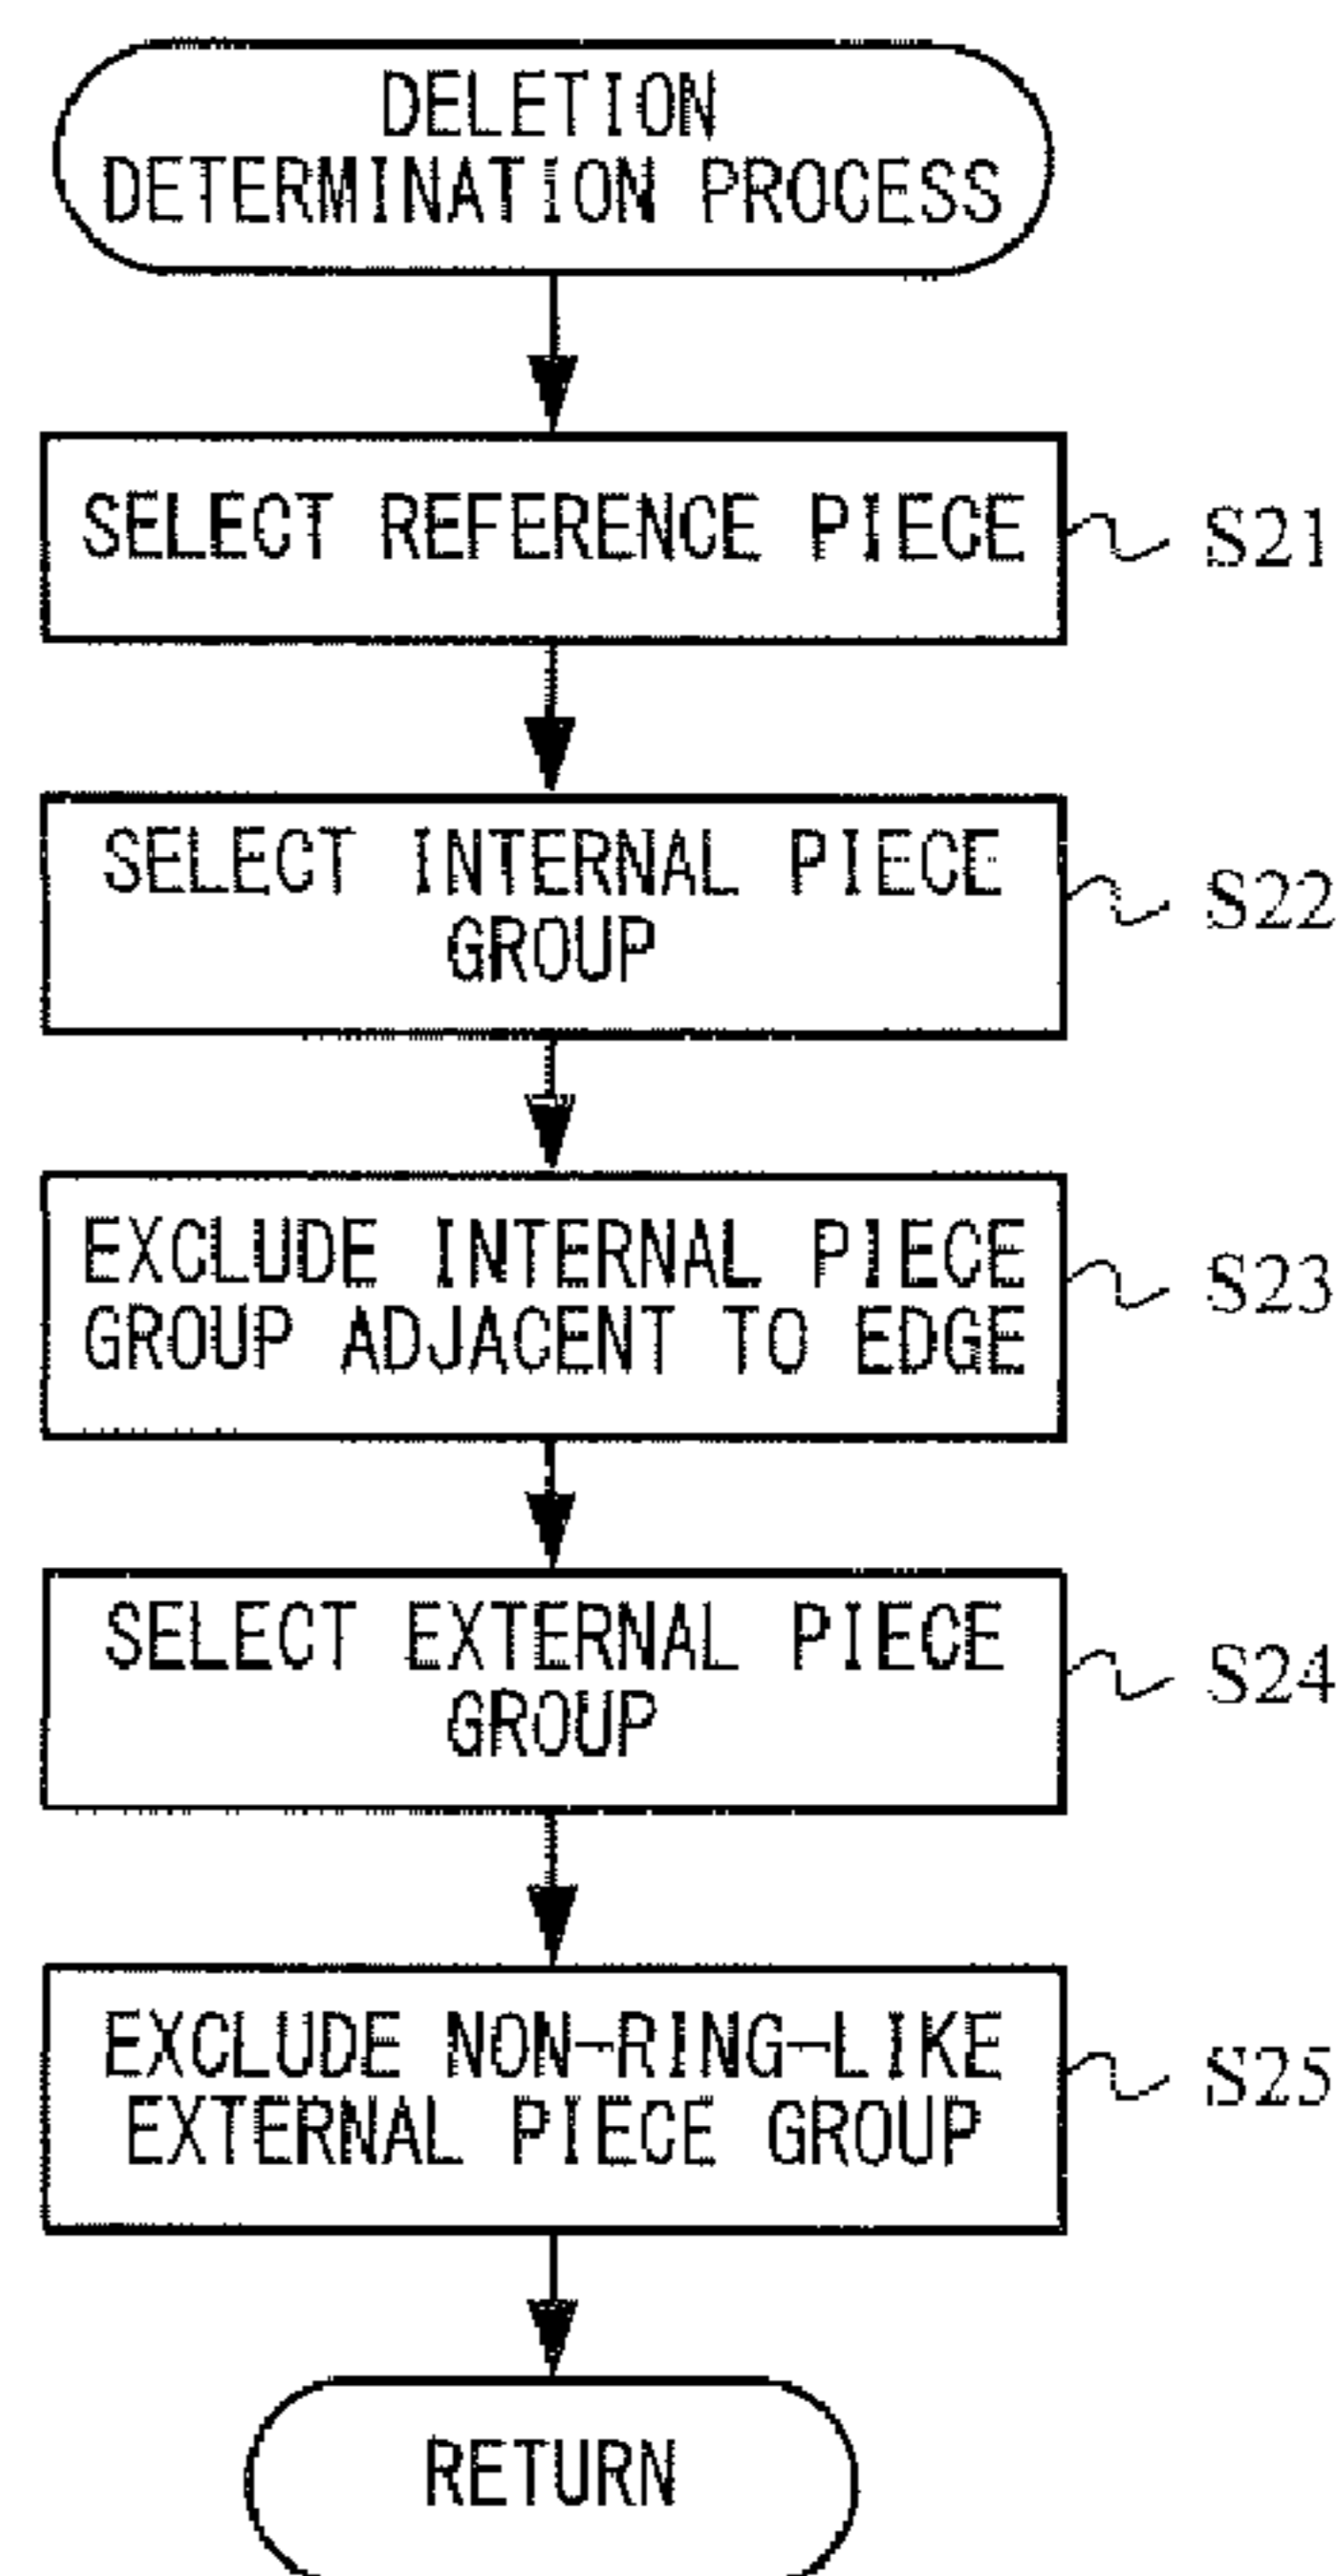 DELETION
DETERMINATION PROCESS
SELECT REFERENCE PIECE
S21
SELECT INTERNAL PIECE
GROUP
S22
EXCLUDE INTERNAL PIECE
GROUP ADJACENT TO EDGE
S23
SELECT EXTERNAL PIECE
GROUP
S24
EXCLUDE NON-RING-LIKE
EXTERNAL PIECE GROUP
S25
RETURN